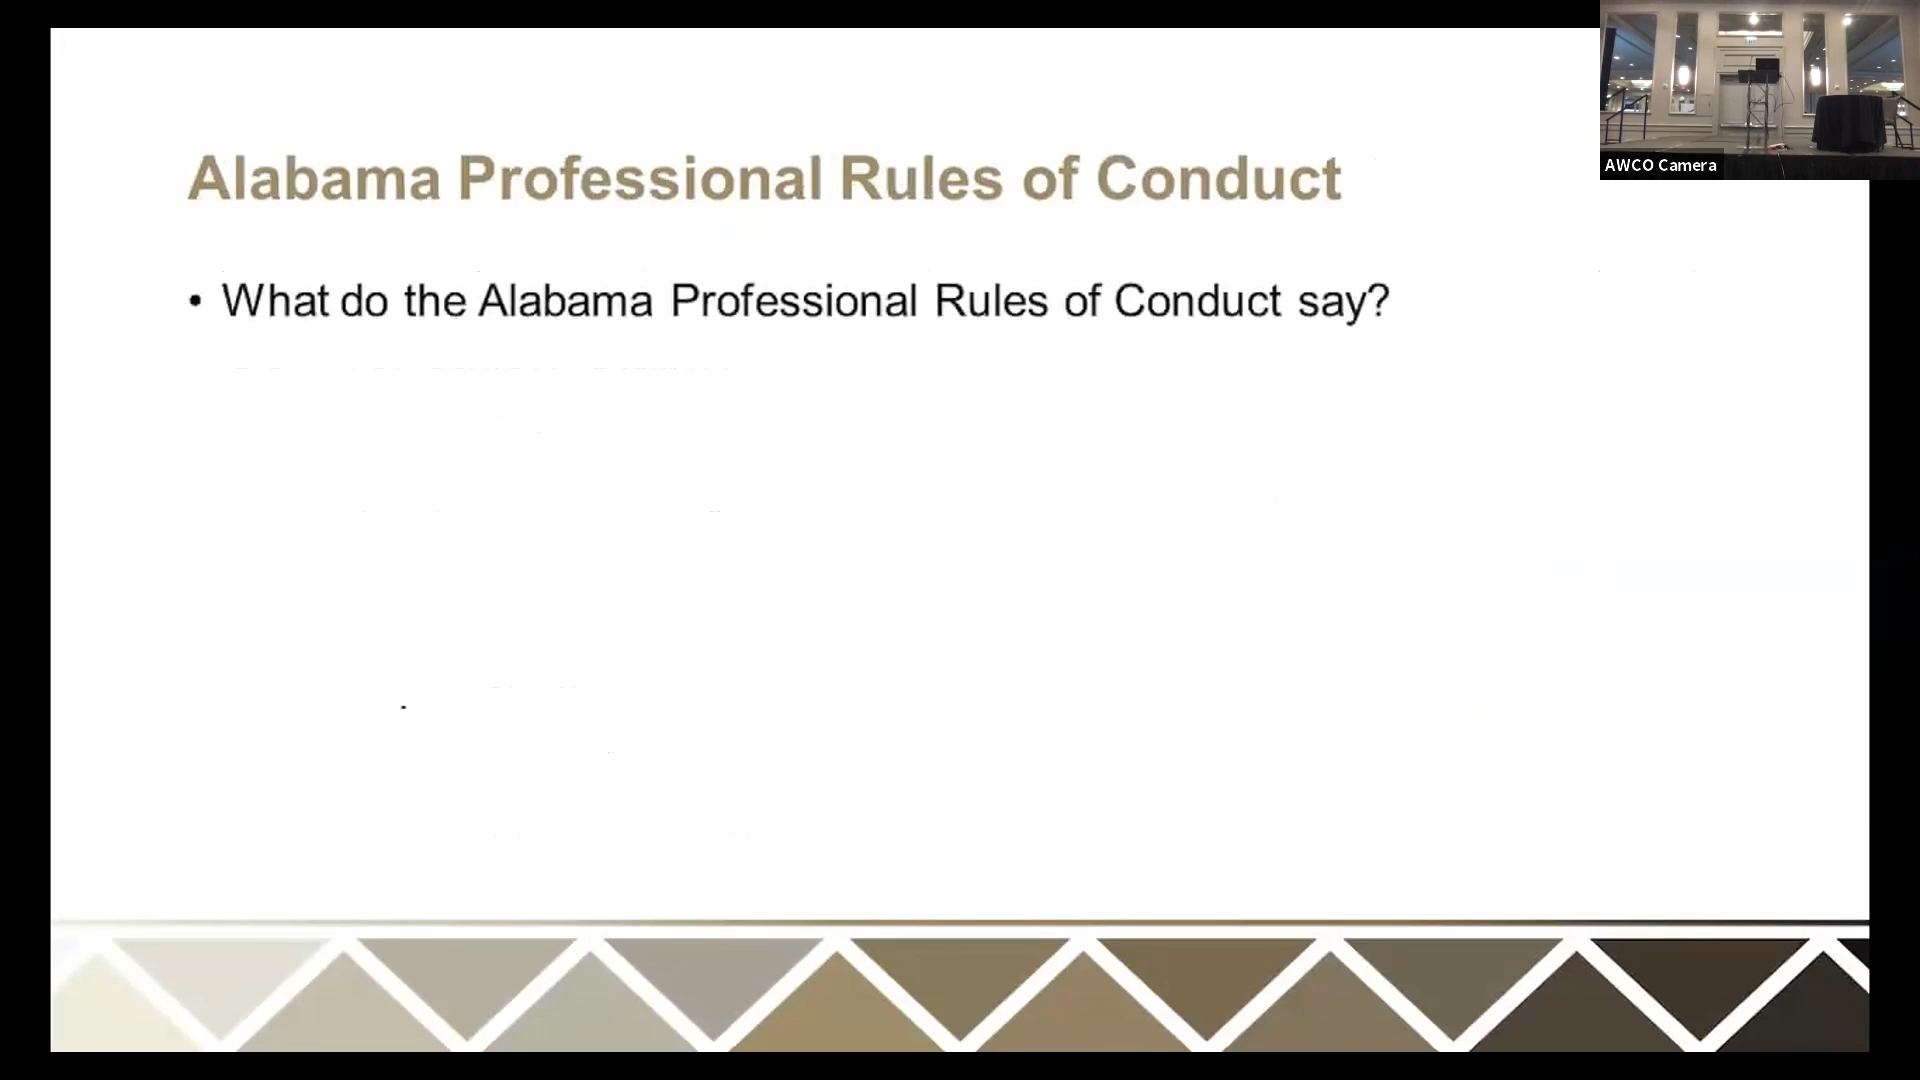 Alabama Professional Rules of Conduct
• What do the Alabama Professional Rules of Conduct say?
AWCO Camera